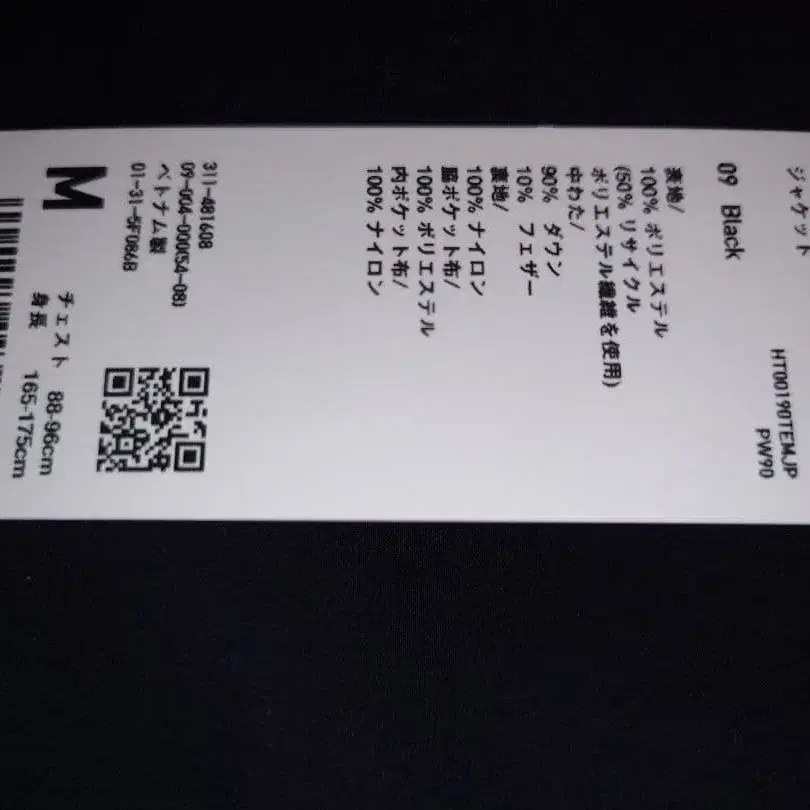 ジャケット
HT00190TEMJP
PW90
09 Black
表地/
100% ポリエステル
(50% リサイクル
ポリエステル繊維を使用)
中わた/
90% ダウン
10% フェザー
裏地/
100% ナイロン
脇ポケット布/
100% ポリエステル
内ポケット布/
100% ナイロン
311-481608
09-004-000(54-08)
ベトナム製
01-31-5F0868
M
チェスト 88-96cm
身長 165-175cm